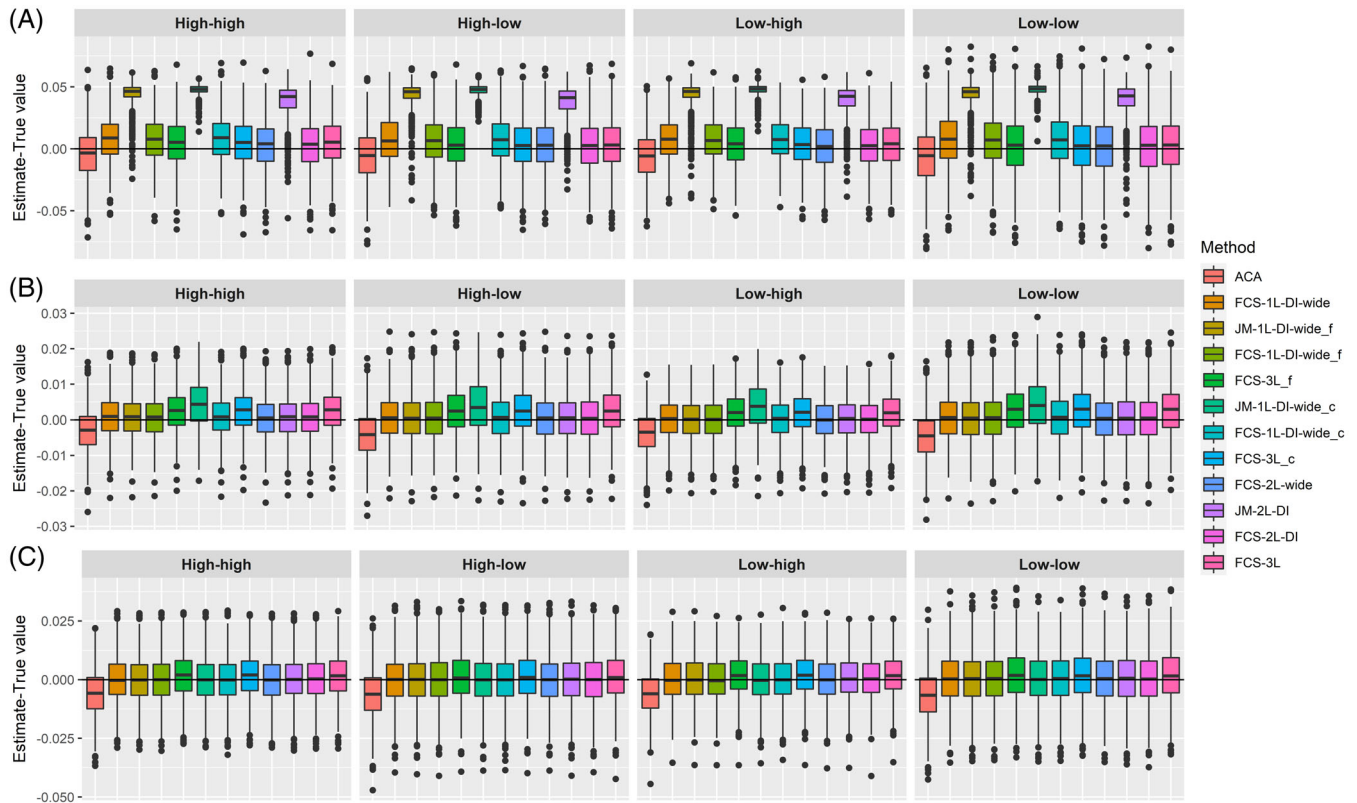 (A)
High-high High-low Low-high Low-low
Estimate-True value
0.05
0.00
-0.05
(B)
High-high High-low Low-high Low-low
Estimate-True value
0.03
0.02
0.01
0.00
-0.01
-0.02
-0.03
(C)
High-high High-low Low-high Low-low
Estimate-True value
0.025
0.000
-0.025
-0.050
Method
ACA
FCS-1L-DI-wide
JM-1L-DI-wide_f
FCS-1L-DI-wide_f
FCS-3L_f
JM-1L-DI-wide_c
FCS-1L-DI-wide_c
FCS-3L_c
FCS-2L-wide
JM-2L-DI
FCS-2L-DI
FCS-3L